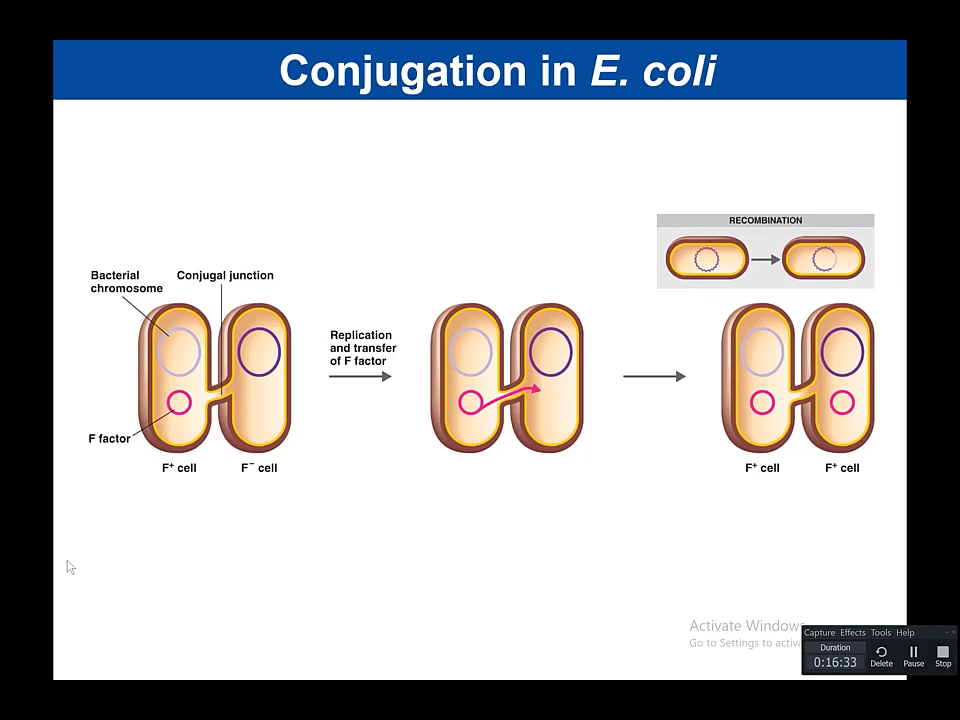 Conjugation in E. coli
RECOMBINATION
Bacterial
chromosome
Conjugal junction
Replication
and transfer
of F factor
F factor
F⁺ cell
F⁻ cell
F⁺ cell
F⁺ cell
Activate Windows
Go to Settings to
Capture Effects Tools Help
Duration
0:16:33
Delete
Pause
Stop